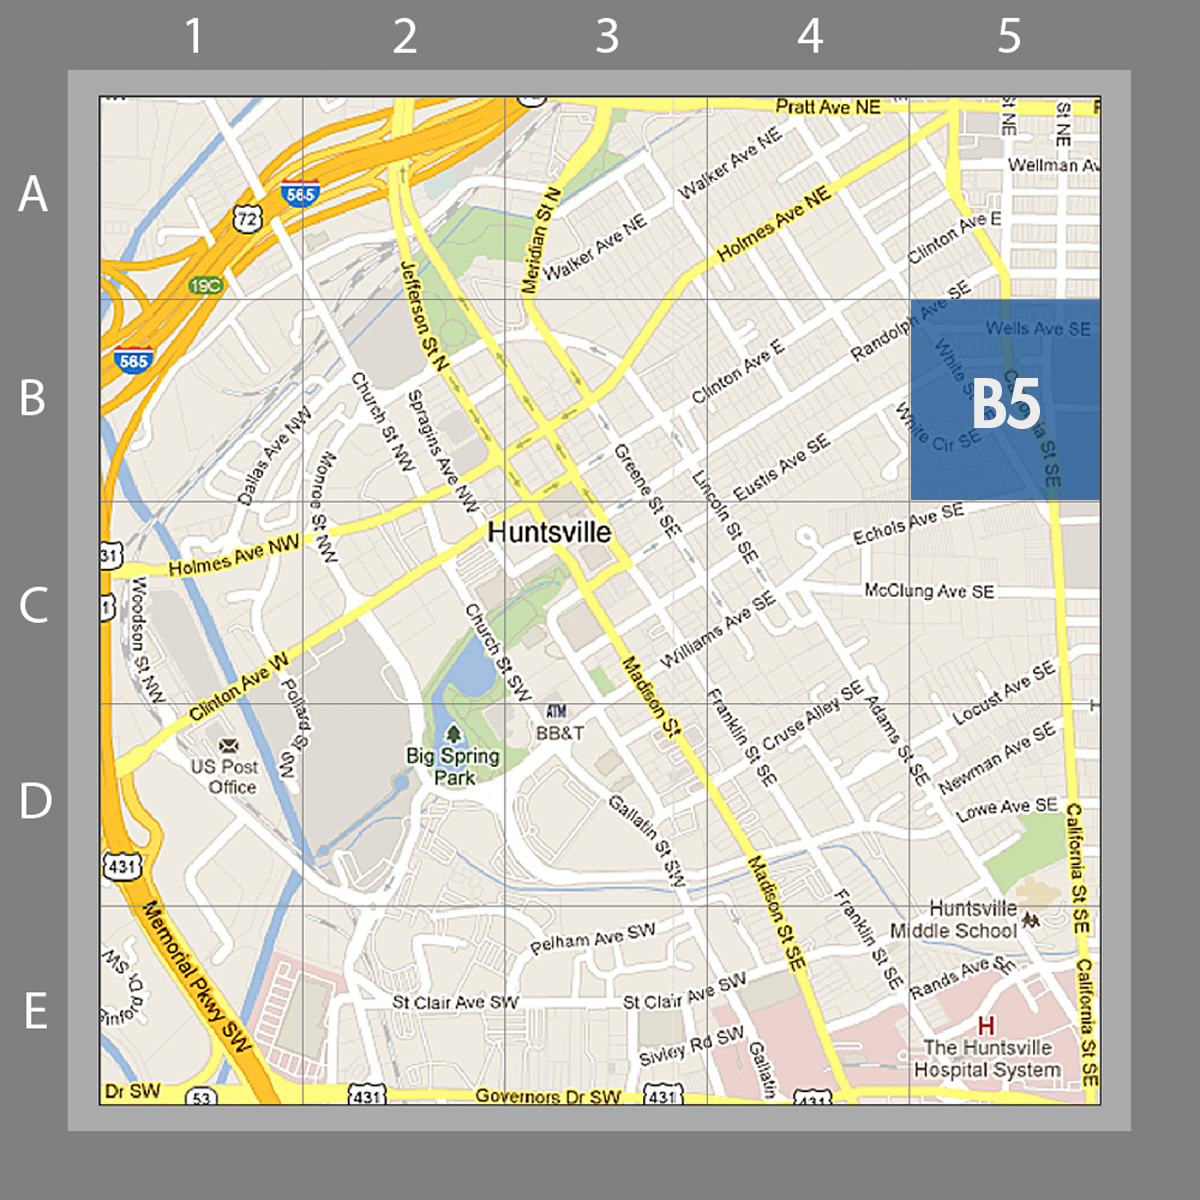 1 2 3 4 5
A
B
C
D
E
Pratt Ave NE
St NE
St NE
Wellman Av
Walker Ave NE
565
72
Holmes Ave NE
Meridian St N
Walker Ave NE
Clinton Ave E
19C
Jefferson St N
Randolph Ave SE
Wells Ave SE
565
White St SE
Clinton Ave E
B5
California St SE
White Cir SE
Church St NW
Spragins Ave NW
Dallas Ave NW
Monroe St NW
Greene St SE
Lincoln St SE
Eustis Ave SE
Echols Ave SE
Huntsville
Holmes Ave NW
31
Woodson St NW
McClung Ave SE
1
Church St SW
Williams Ave SE
Clinton Ave W
Pollard St SW
Madison St
Franklin St SE
Cruse Alley SE
Adams St SE
Locust Ave SE
ATM
BB&T
US Post
Office
Big Spring
Park
Newman Ave SE
Lowe Ave SE
Gallatin St SW
California St SE
431
Madison St SE
Franklin St SE
Huntsville
Middle School
Memorial Pkwy SW
Pelham Ave SW
Dr SW
St Clair Ave SW
St Clair Ave SW
Rands Ave
California St SE
H
The Huntsville
Hospital System
Sivley Rd SW
Gallatin
Dr SW
53
431
Governors Dr SW
431
431